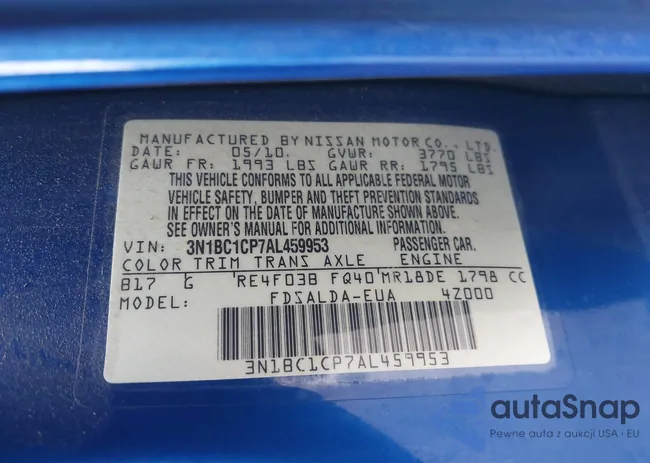 MANUFACTURED BY NISSAN MOTOR CO., LTD.
DATE: 05/10. GVWR: 3770 LBS
GAWR FR: 1993 LBS GAWR RR: 1795 LBS
THIS VEHICLE CONFORMS TO ALL APPLICABLE FEDERAL MOTOR
VEHICLE SAFETY, BUMPER AND THEFT PREVENTION STANDARDS
IN EFFECT ON THE DATE OF MANUFACTURE SHOWN ABOVE.
SEE OWNER'S MANUAL FOR ADDITIONAL INFORMATION.
VIN: 3N1BC1CP7AL459953 PASSENGER CAR.
COLOR TRIM TRANS AXLE ENGINE
B17 G RE4F03B FQ40 MR18DE 1798 CC
FDSALDA-EUA 4Z000
3N1BC1CP7AL459953
autaSnap
Pewne auta z aukcji USA i EU